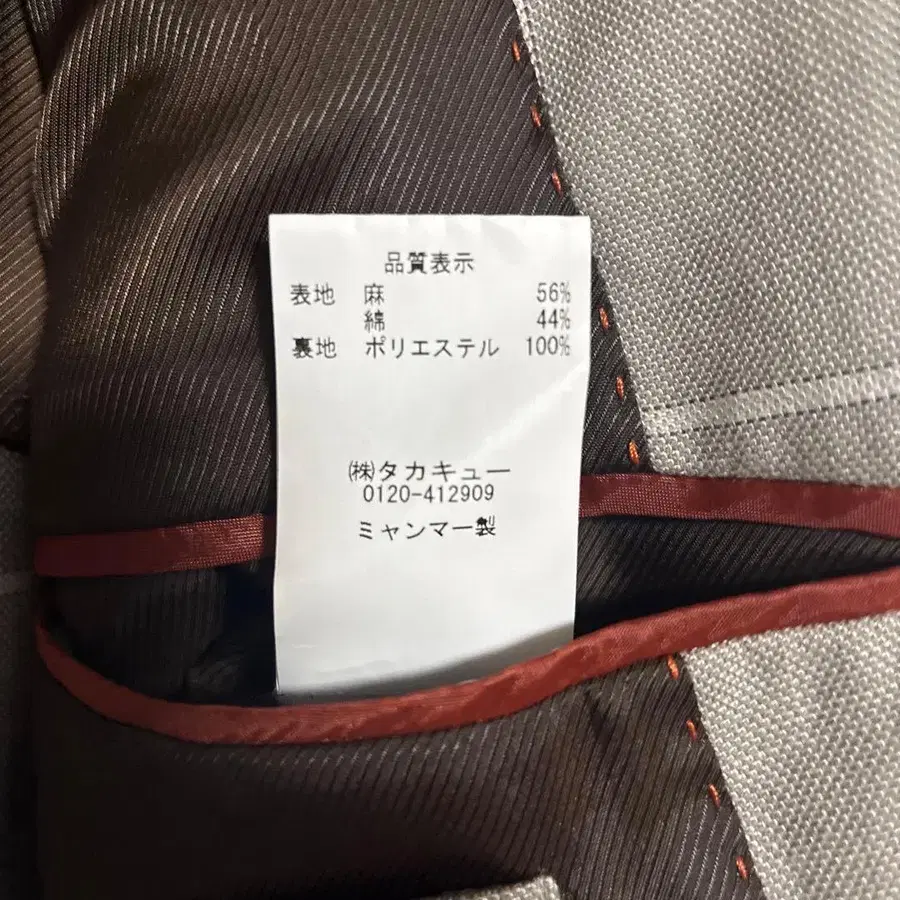 品質表示
表地 麻 56%
綿 44%
裏地 ポリエステル 100%
㈱タカキュー
0120-412909
ミャンマー製